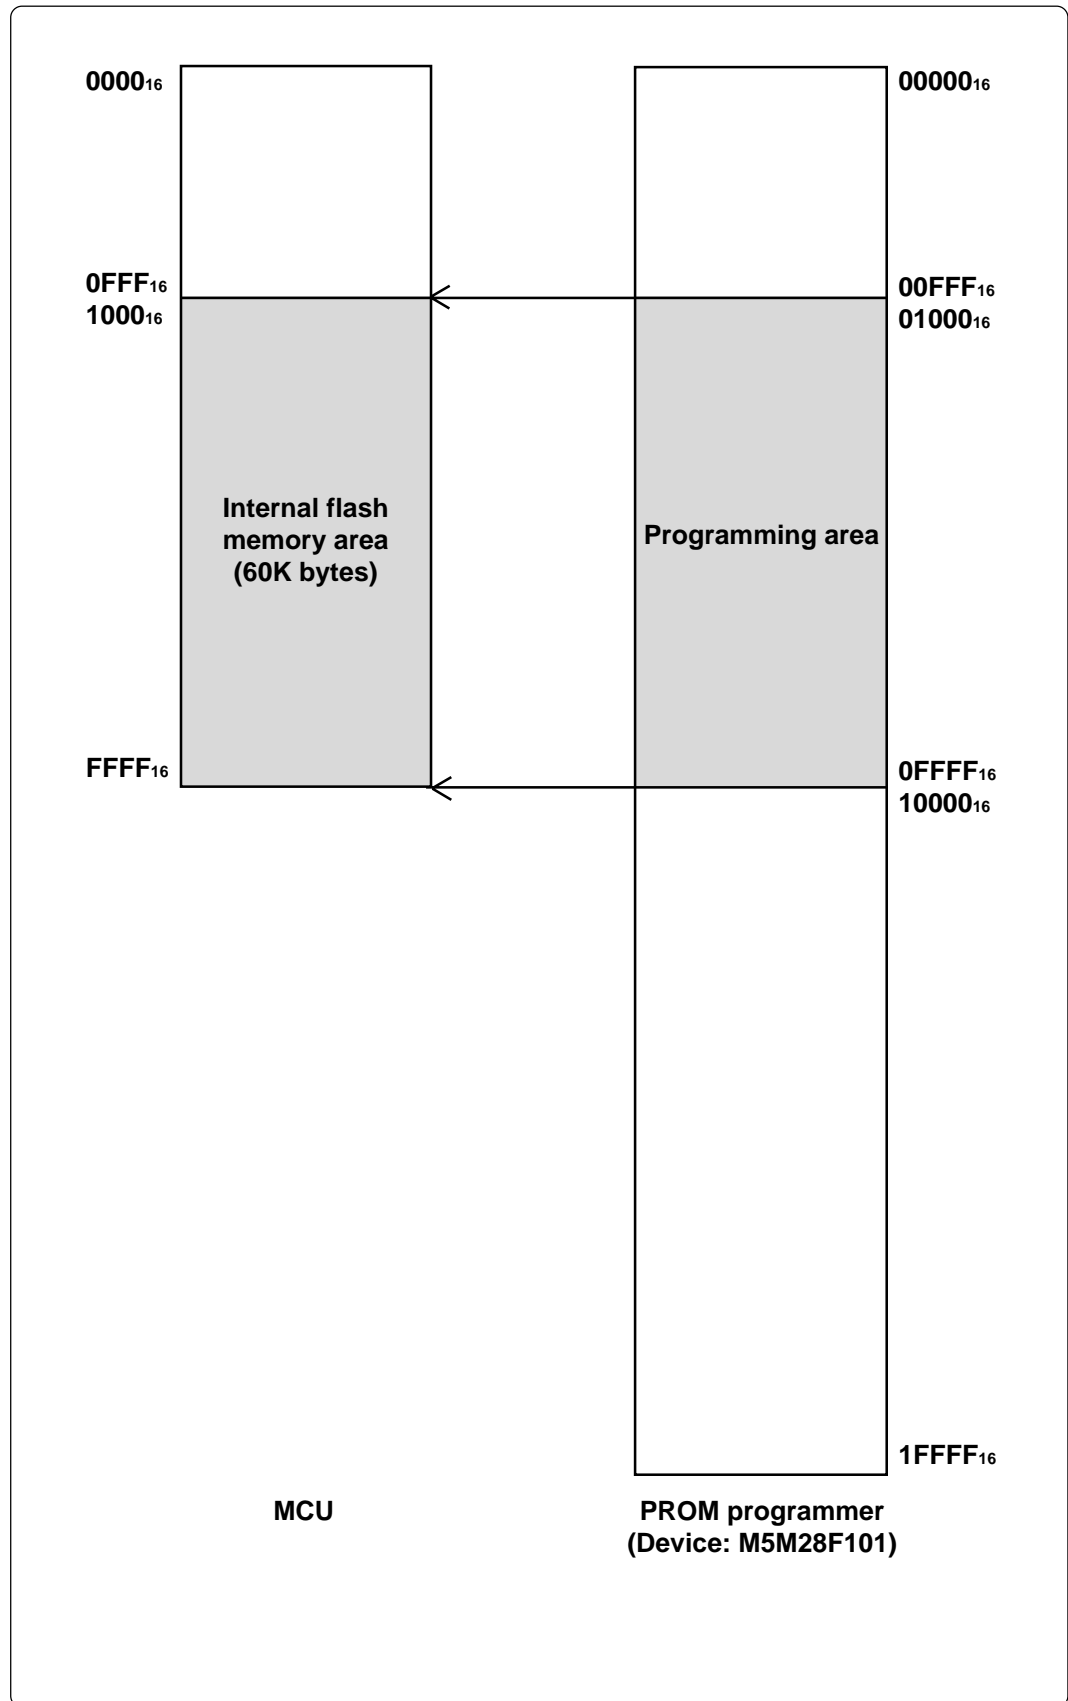 0000₁₆
0FFF₁₆
1000₁₆
Internal flash
memory area
(60K bytes)
FFFF₁₆
MCU
00000₁₆
00FFF₁₆
01000₁₆
Programming area
0FFFF₁₆
10000₁₆
1FFFF₁₆
PROM programmer
(Device: M5M28F101)